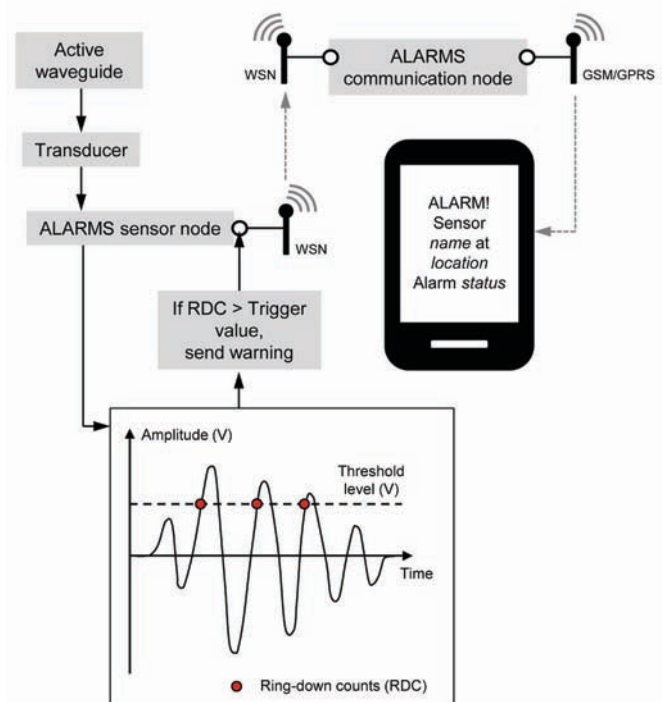 Active
waveguide
Transducer
ALARMS sensor node
WSN
If RDC > Trigger
value,
send warning
WSN
ALARMS
communication node
GSM/GPRS
ALARM!
Sensor
name at
location
Alarm status
Amplitude (V)
Threshold
level (V)
Time
Ring-down counts (RDC)